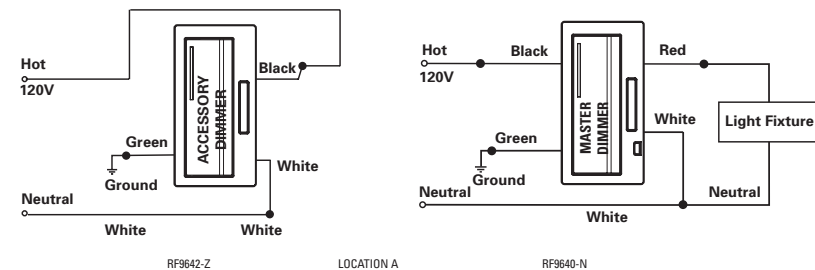 Hot
120V
Black
ACCESSORY
DIMMER
Green
Ground
White
Neutral
White
White
Hot
120V
Black
Red
MASTER
DIMMER
White
Light Fixture
Green
Ground
Neutral
Neutral
White
RF9642-Z
LOCATION A
RF9640-N